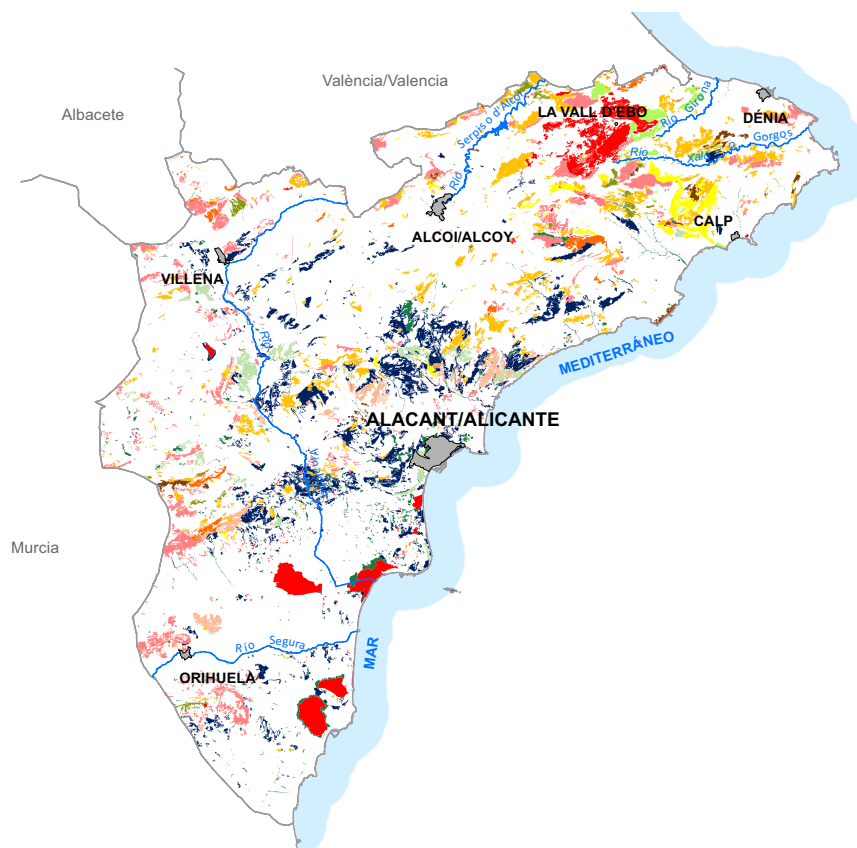 València/Valencia
Albacete
LA VALL D'EBO
Río Girona
DÉNIA
Río Serpis o d'Alcoi
Río Xaló o Gorgos
CALP
ALCOI/ALCOY
VILLENA
Río
MEDITERRÁNEO
ALACANT/ALICANTE
Murcia
Río Segura
MAR
ORIHUELA